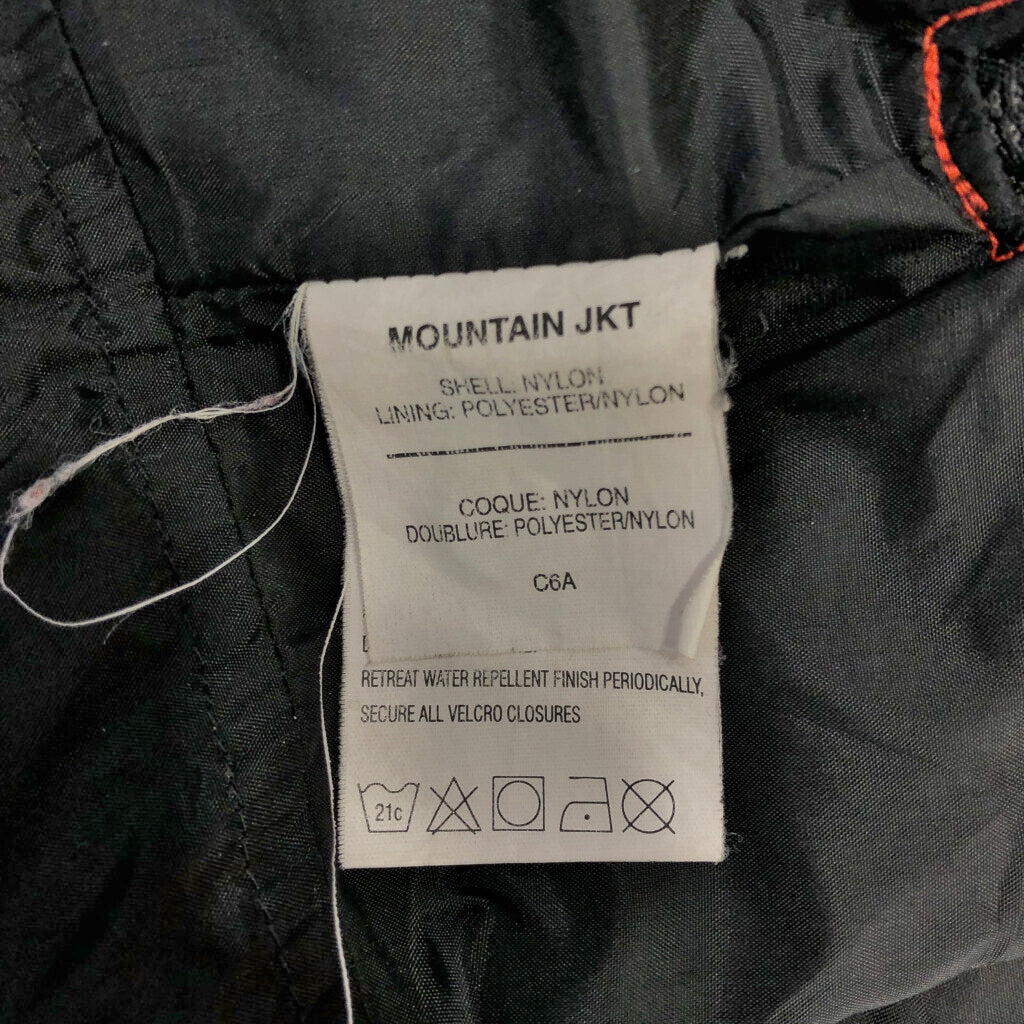 MOUNTAIN JKT
SHELL: NYLON
LINING: POLYESTER/NYLON
COQUE: NYLON
DOUBLURE: POLYESTER/NYLON
C6A
RETREAT WATER REPELLENT FINISH PERIODICALLY,
SECURE ALL VELCRO CLOSURES
21c